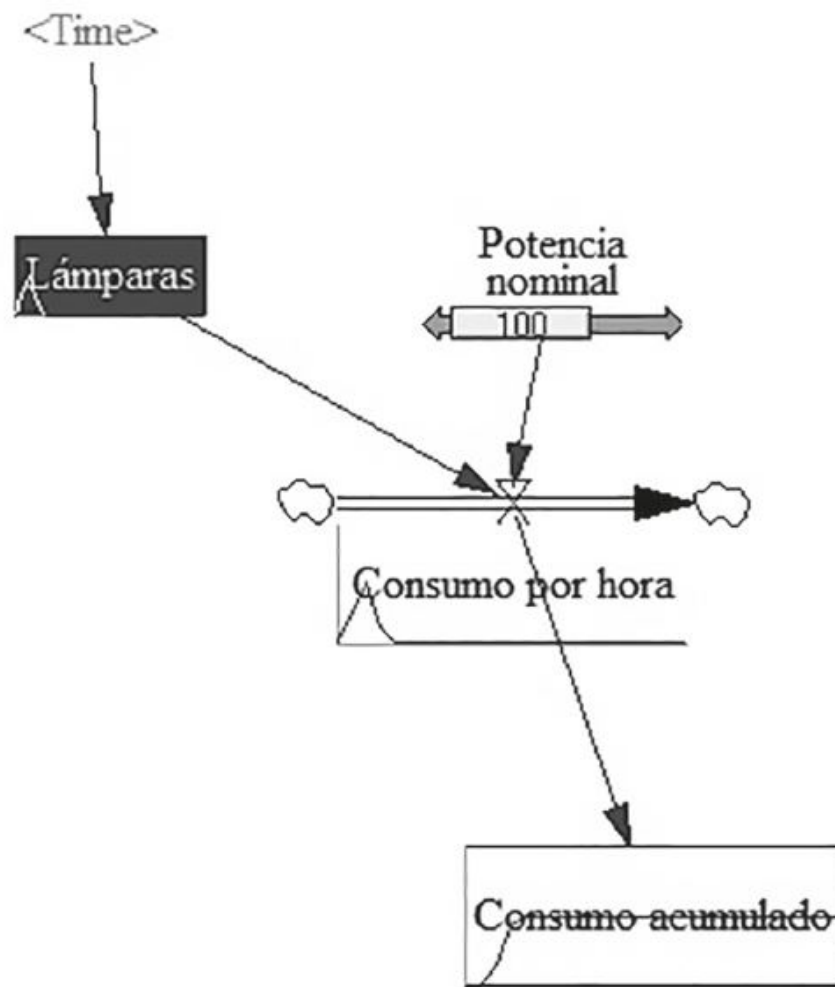 <Time>
Lámparas
Potencia
nominal
100
Consumo por hora
Consumo acumulado